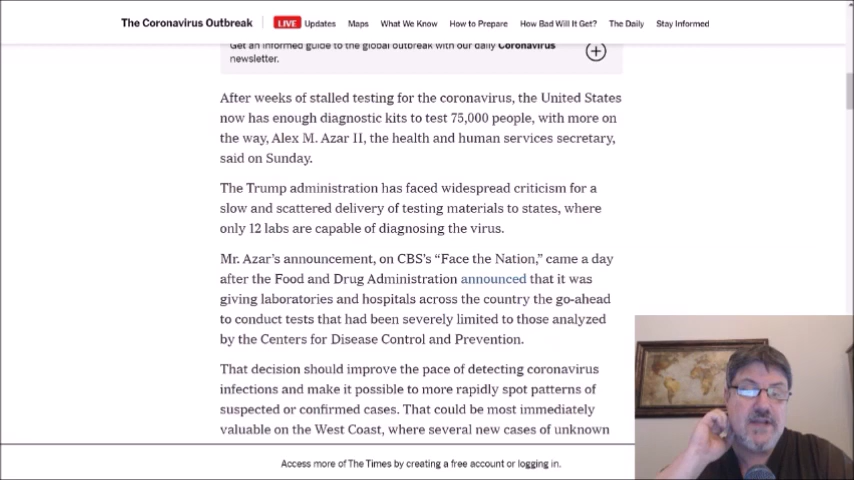 The Coronavirus Outbreak LIVE Updates Maps What We Know How to Prepare How Bad Will It Get? The Daily Stay Informed
Get an informed guide to the global outbreak with our daily Coronavirus
newsletter.
After weeks of stalled testing for the coronavirus, the United States
now has enough diagnostic kits to test 75,000 people, with more on
the way, Alex M. Azar II, the health and human services secretary,
said on Sunday.
The Trump administration has faced widespread criticism for a
slow and scattered delivery of testing materials to states, where
only 12 labs are capable of diagnosing the virus.
Mr. Azar’s announcement, on CBS’s “Face the Nation,” came a day
after the Food and Drug Administration announced that it was
giving laboratories and hospitals across the country the go-ahead
to conduct tests that had been severely limited to those analyzed
by the Centers for Disease Control and Prevention.
That decision should improve the pace of detecting coronavirus
infections and make it possible to more rapidly spot patterns of
suspected or confirmed cases. That could be most immediately
valuable on the West Coast, where several new cases of unknown
Access more of The Times by creating a free account or logging in.